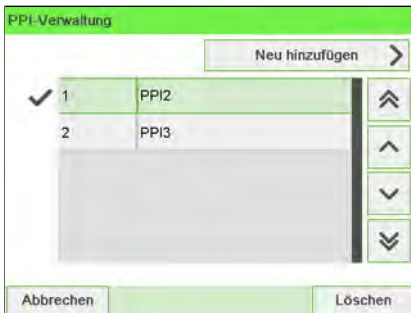 PPI-Verwaltung
Neu hinzufügen
1 PPI2
2 PPI3
Abbrechen Löschen